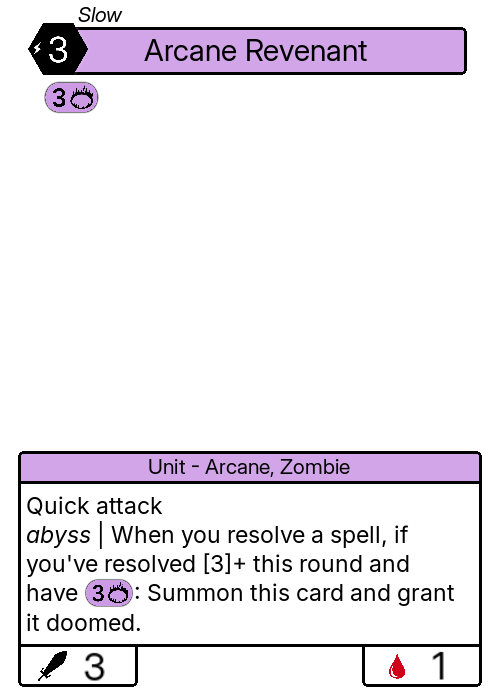 Slow
3 Arcane Revenant
3
Unit - Arcane, Zombie
Quick attack
abyss | When you resolve a spell, if
you've resolved [3]+ this round and
have 3 : Summon this card and grant
it doomed.
3 1